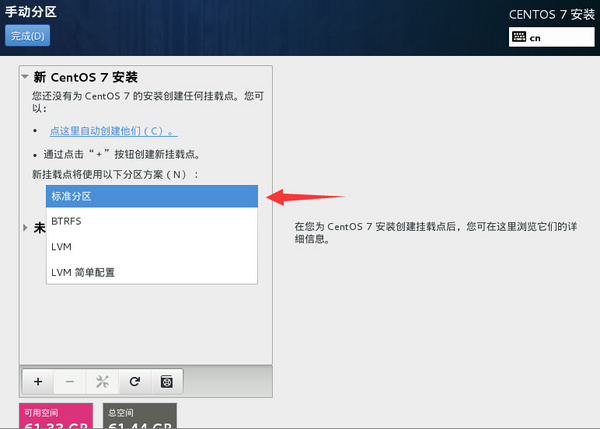 手动分区
CENTOS 7 安装
完成(D)
cn
新 CentOS 7 安装
您还没有为 CentOS 7 的安装创建任何挂载点。您可
以：
点这里自动创建他们（C）。
通过点击“+”按钮创建新挂载点。
新挂载点将使用以下分区方案（N）：
标准分区
BTRFS
未
LVM
LVM 简单配置
在您为 CentOS 7 安装创建挂载点后，您可在这里浏览它们的详
细信息。
可用空间
61.33 GB
总空间
61.44 GB